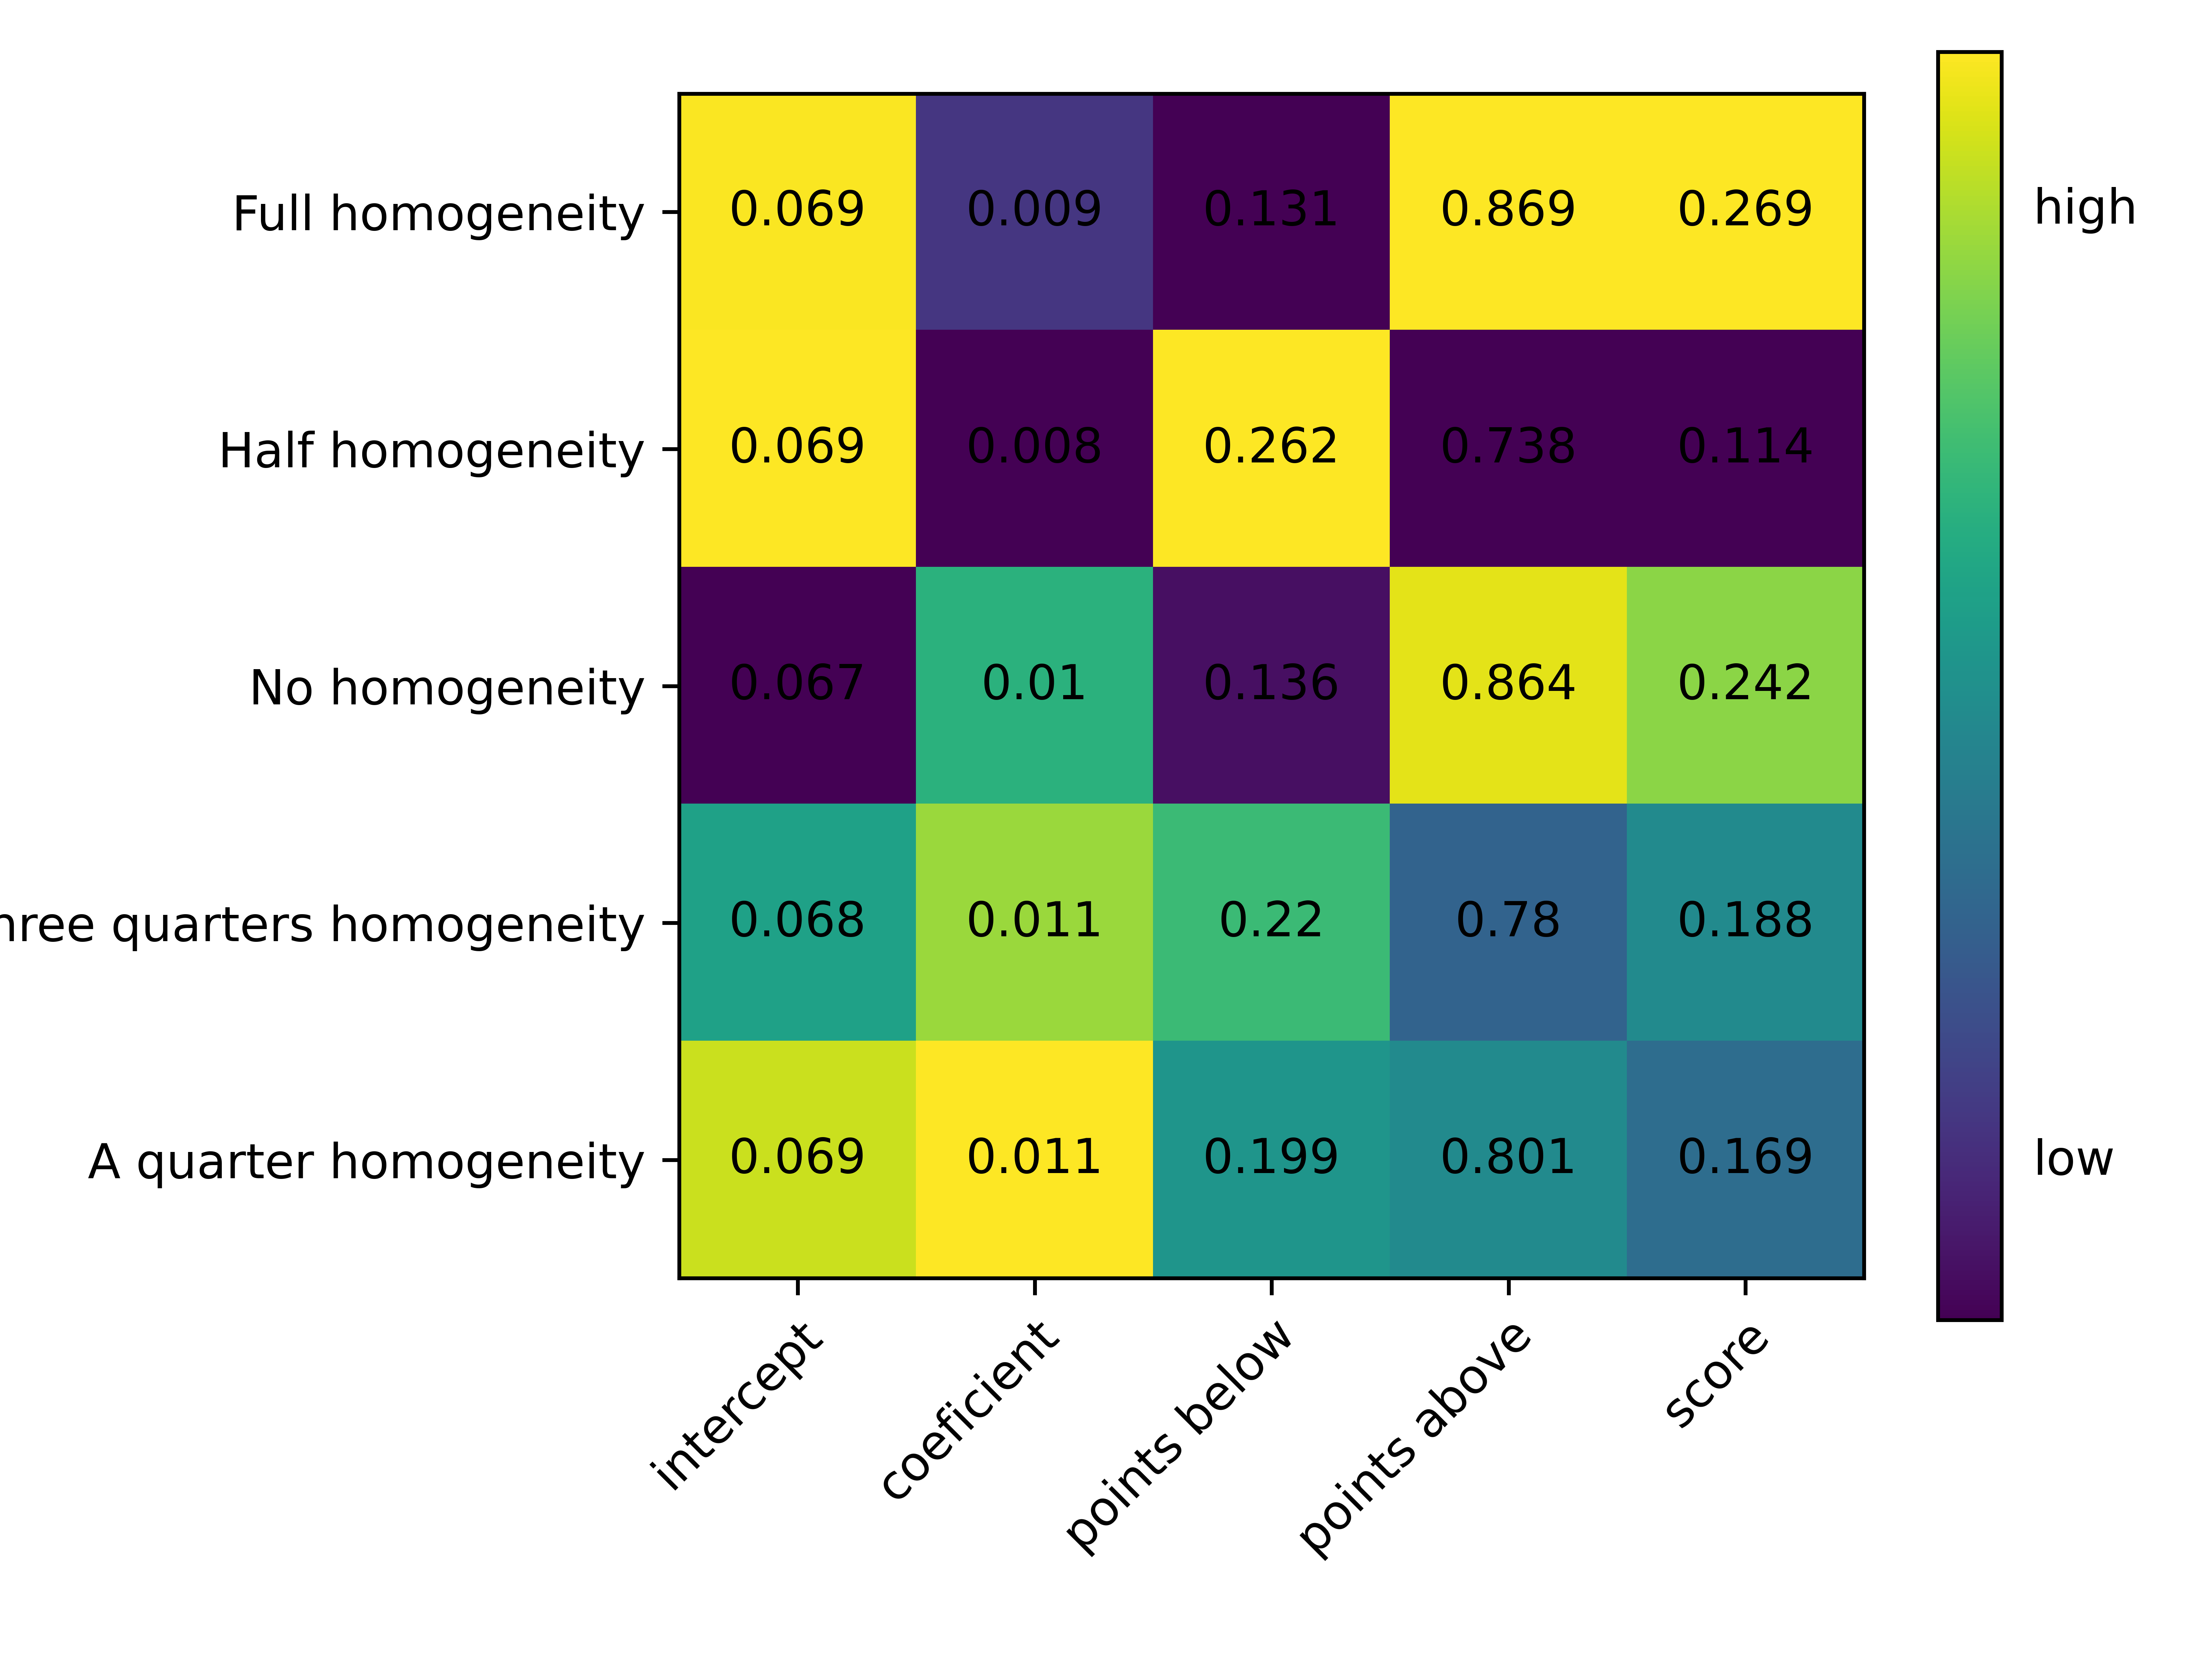 Full homogeneity 0.069 0.009 0.131 0.869 0.269
high
Half homogeneity 0.069 0.008 0.262 0.738 0.114
No homogeneity 0.067 0.01 0.136 0.864 0.242
hree quarters homogeneity 0.068 0.011 0.22 0.78 0.188
A quarter homogeneity 0.069 0.011 0.199 0.801 0.169
low
intercept
coeficient
points below
points above
score